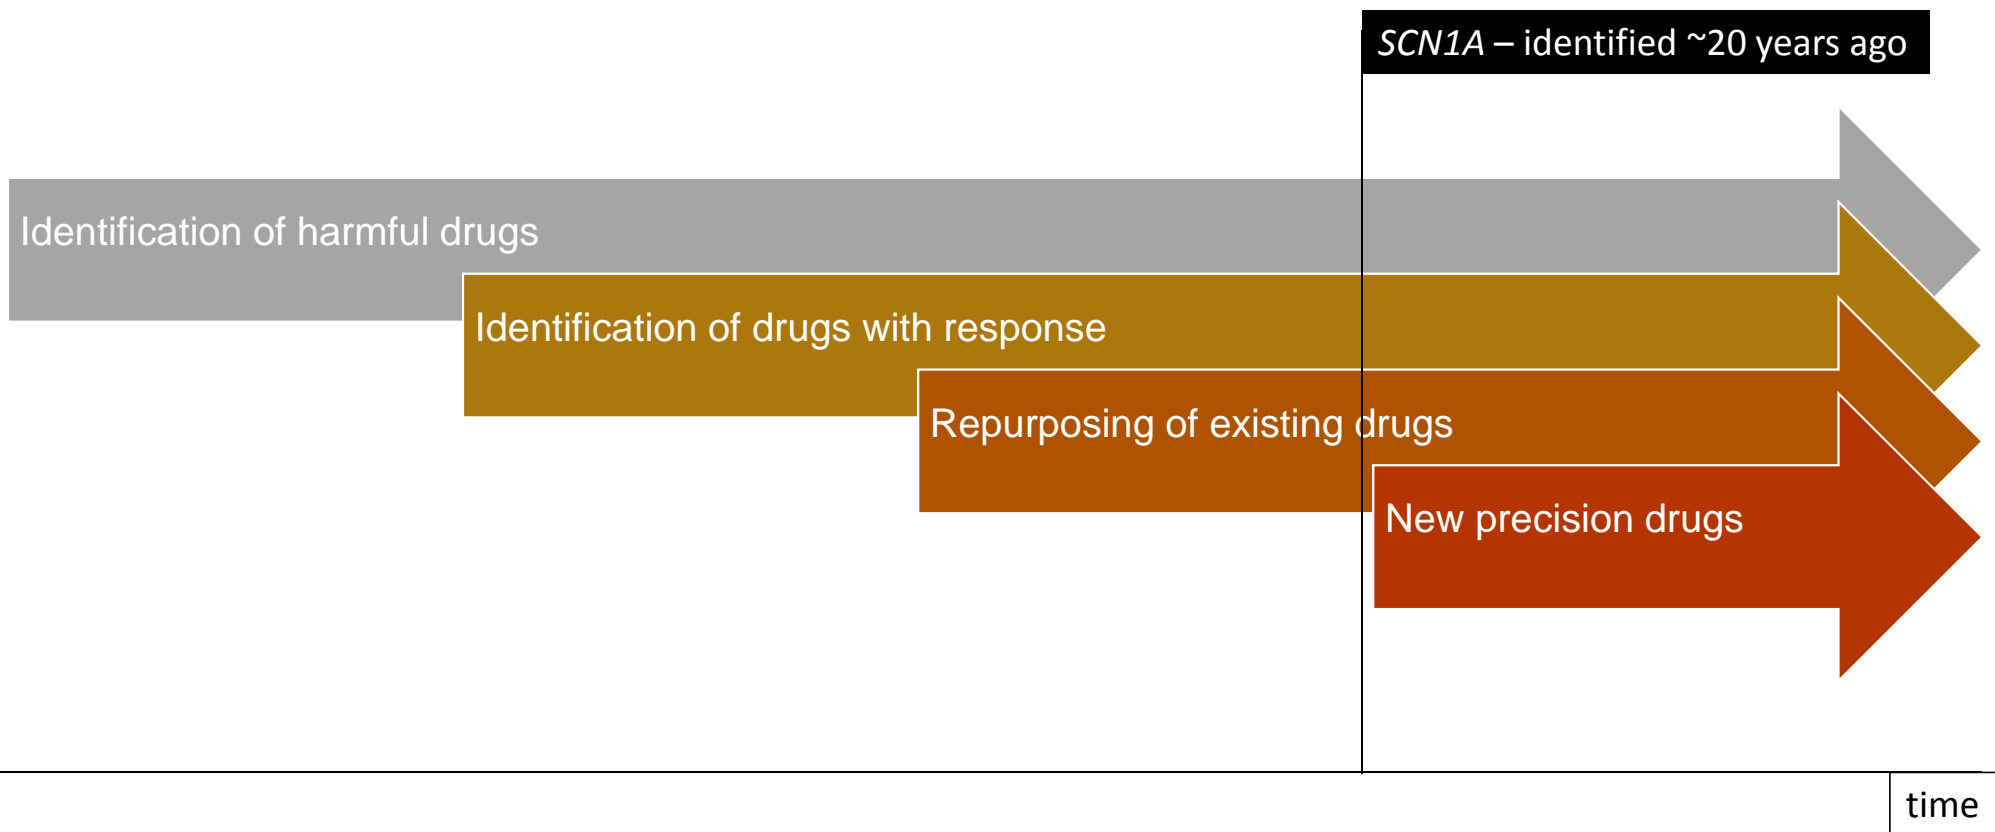 SCN1A – identified ~20 years ago
Identification of harmful drugs
Identification of drugs with response
Repurposing of existing drugs
New precision drugs
time